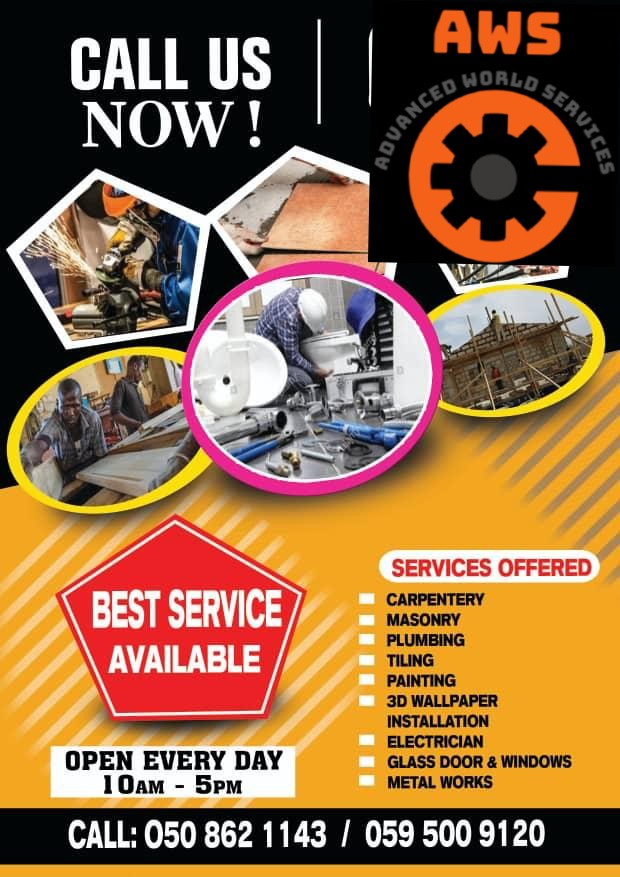 CALL US
NOW!
AWS
ADVANCED WORLD SERVICES
BEST SERVICE
AVAILABLE
OPEN EVERY DAY
10AM - 5PM
SERVICES OFFERED
CARPENTERY
MASONRY
PLUMBING
TILING
PAINTING
3D WALLPAPER
INSTALLATION
ELECTRICIAN
GLASS DOOR & WINDOWS
METAL WORKS
CALL: 050 862 1143 / 059 500 9120